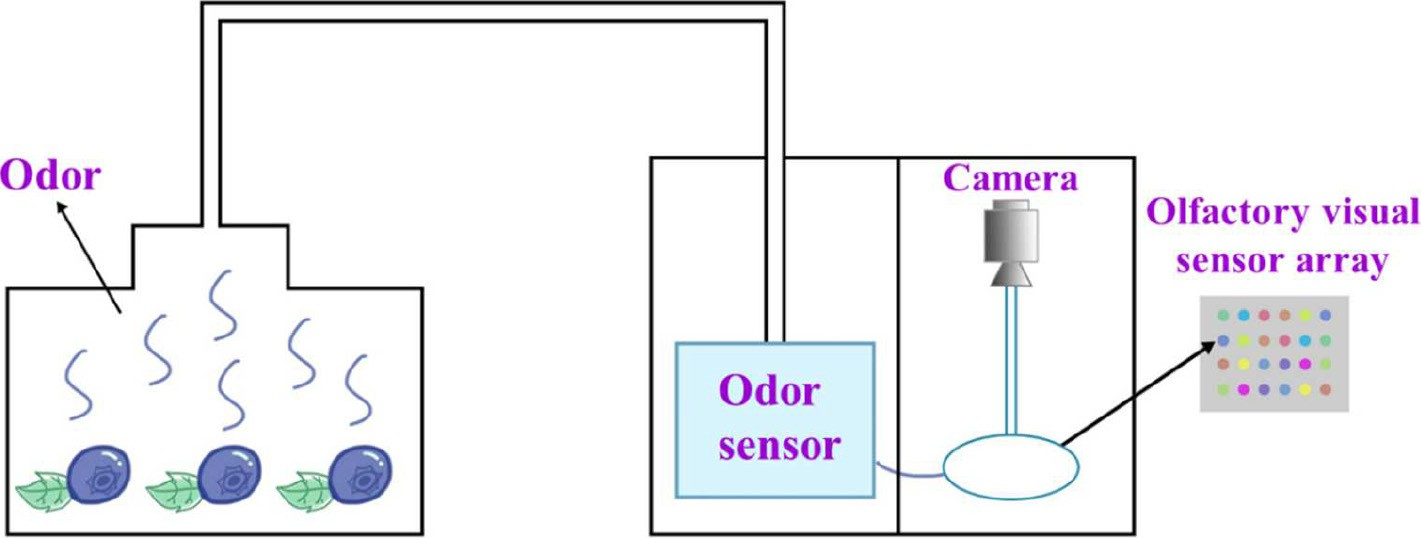 Odor
Camera
Olfactory visual
sensor array
Odor
sensor